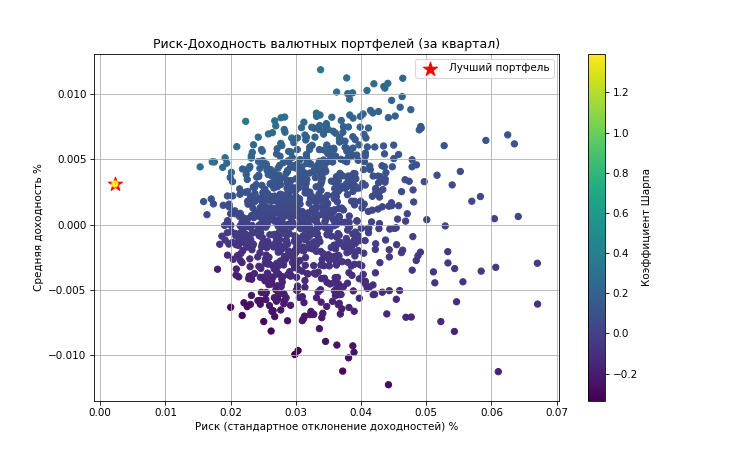 Риск-Доходность валютных портфелей (за квартал)
Лучший портфель
0.010
0.005
0.000
−0.005
−0.010
Средняя доходность %
0.00 0.01 0.02 0.03 0.04 0.05 0.06 0.07
Риск (стандартное отклонение доходностей) %
1.2
1.0
0.8
0.6
0.4
0.2
0.0
−0.2
Коэффициент Шарпа